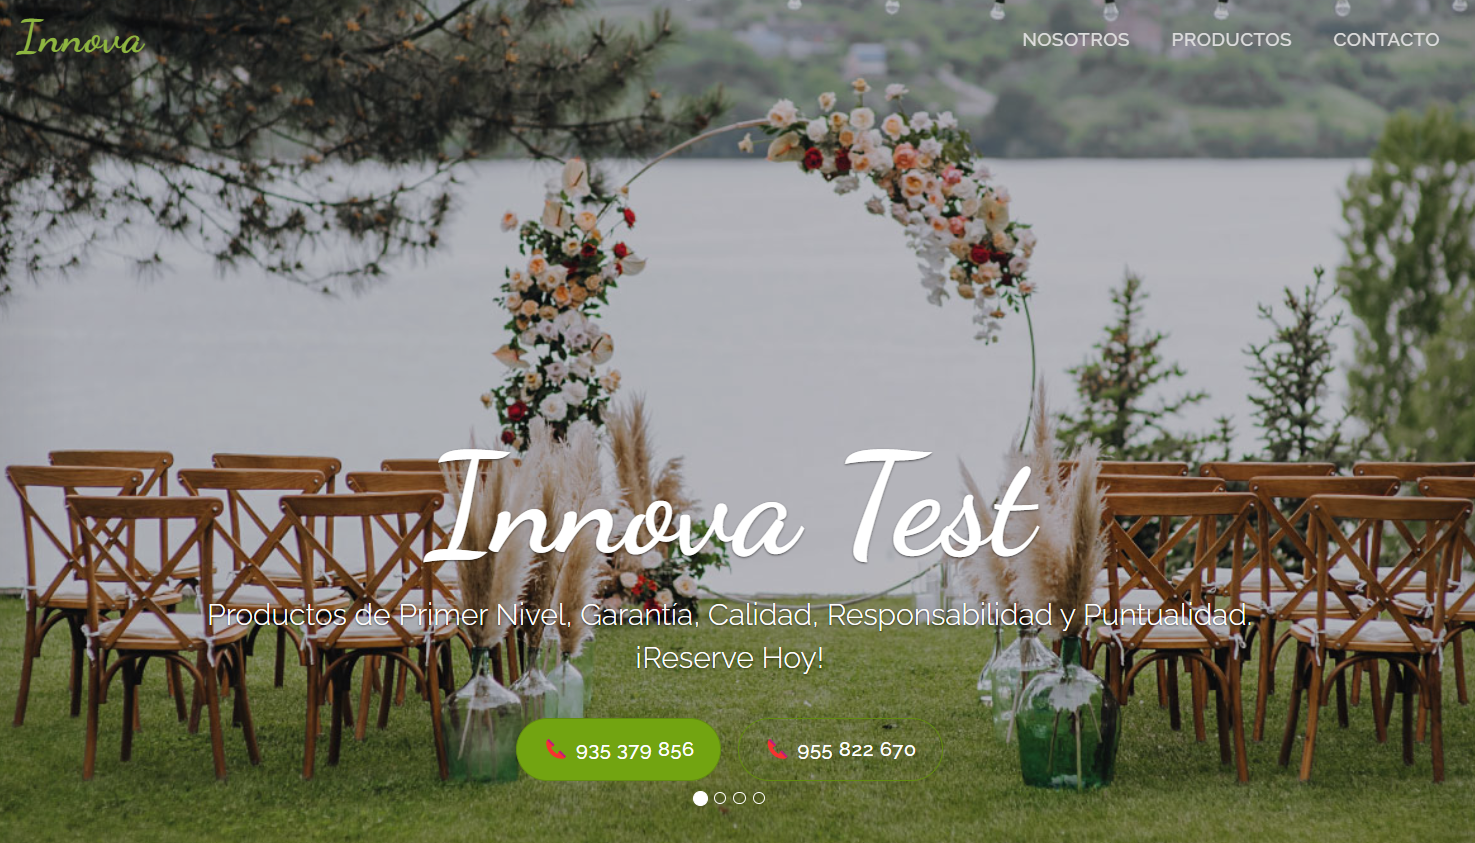 Innova
NOSOTROS PRODUCTOS CONTACTO
Innova Test
Productos de Primer Nivel, Garantía, Calidad, Responsabilidad y Puntualidad.
¡Reserve Hoy!
935 379 856 955 822 670